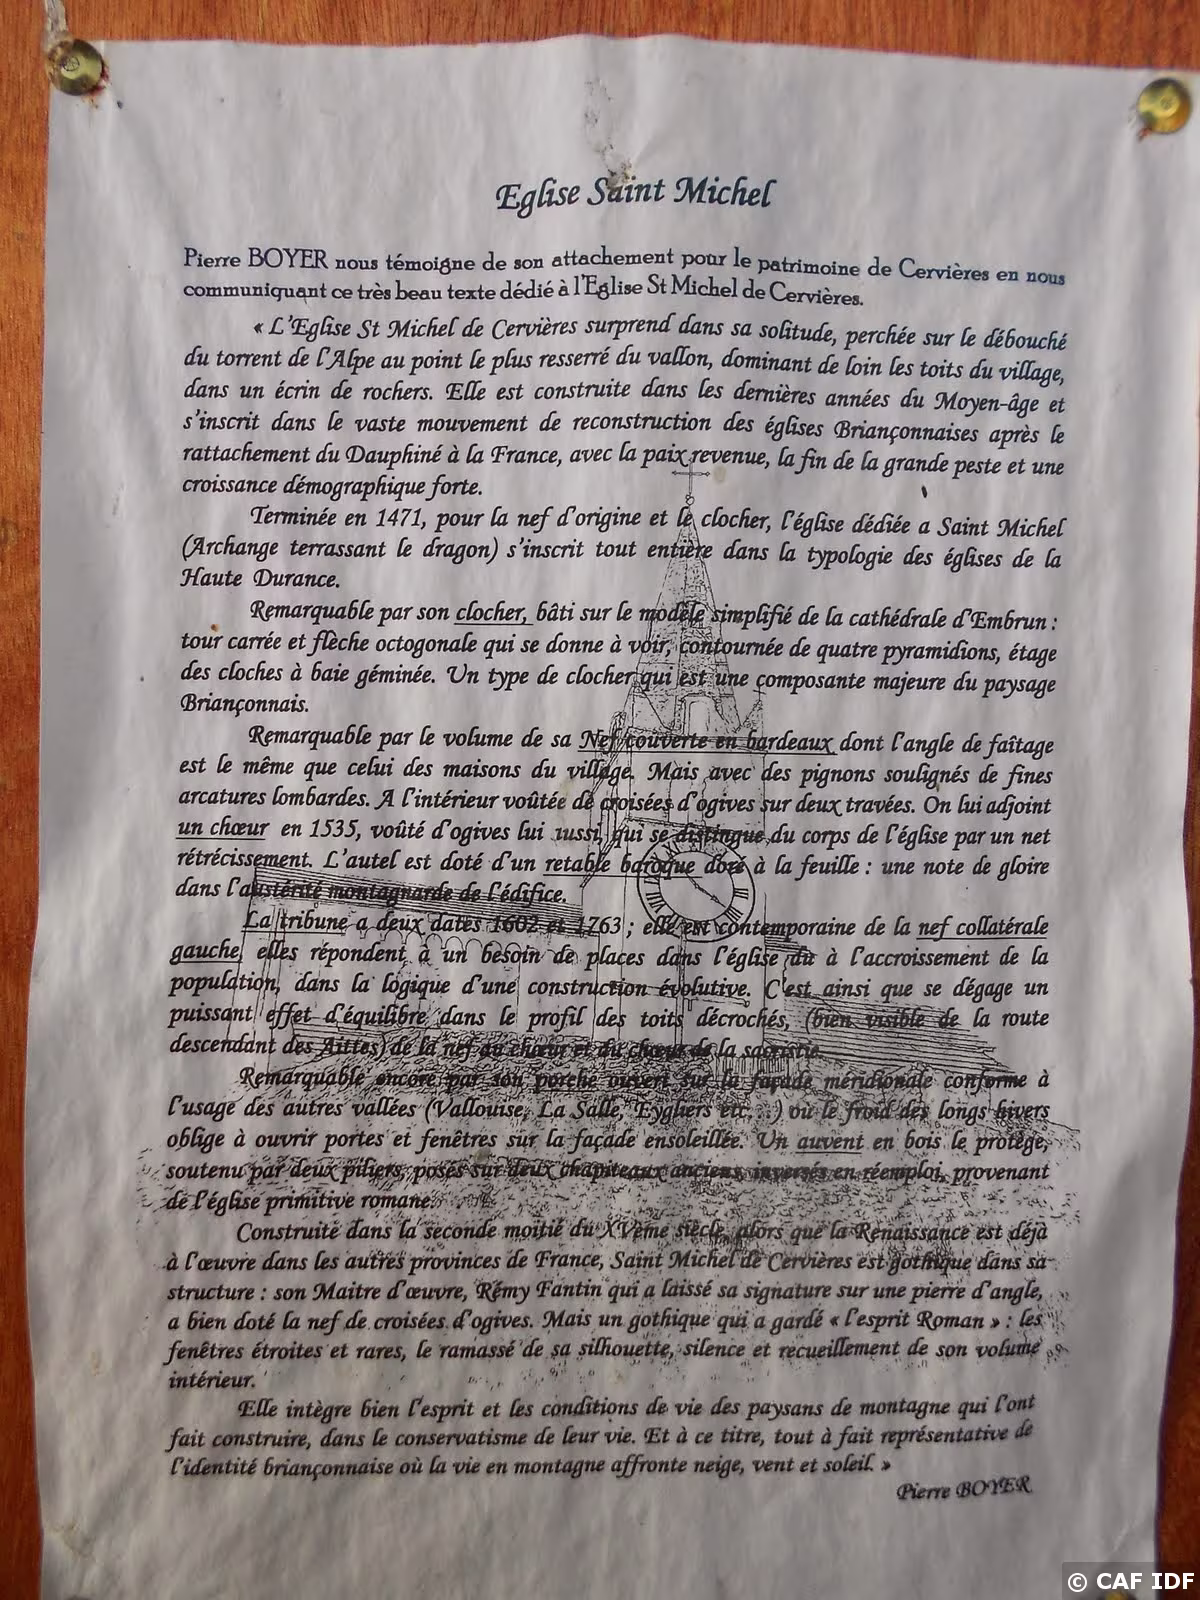 Eglise Saint Michel
Pierre BOYER nous témoigne de son attachement pour le patrimoine de Cervières en nous
communiquant ce très beau texte dédié à l'Eglise St Michel de Cervières.
« L'Eglise St Michel de Cervières surprend dans sa solitude, perchée sur le débouché
du torrent de l'Alpe au point le plus resserré du vallon, dominant de loin les toits du village,
dans un écrin de rochers. Elle est construite dans les dernières années du Moyen-âge et
s'inscrit dans le vaste mouvement de reconstruction des églises Briançonnaises après le
rattachement du Dauphiné à la France, avec la paix revenue, la fin de la grande peste et une
croissance démographique forte.
Terminée en 1471, pour la nef d'origine et le clocher, l'église dédiée a Saint Michel
(Archange terrassant le dragon) s'inscrit tout entière dans la typologie des églises de la
Haute Durance.
Remarquable par son clocher, bâti sur le modèle simplifié de la cathédrale d'Embrun :
tour carrée et flèche octogonale qui se donne à voir, contournée de quatre pyramidions, étage
des cloches à baie géminée. Un type de clocher qui est une composante majeure du paysage
Briançonnais.
Remarquable par le volume de sa Nef couverte en bardeaux dont l'angle de faîtage
est le même que celui des maisons du village. Mais avec des pignons soulignés de fines
arcatures lombardes. A l'intérieur voûtée de croisées d'ogives sur deux travées. On lui adjoint
un chœur en 1535, voûté d'ogives lui aussi, qui se distingue du corps de l'église par un net
rétrécissement. L'autel est doté d'un retable baroque doré à la feuille : une note de gloire
dans l'austérité montagnarde de l'édifice.
La tribune a deux dates 1602 et 1763 ; elle est contemporaine de la nef collatérale
gauche, elles répondent à un besoin de places dans l'église du à l'accroissement de la
population, dans la logique d'une construction évolutive. C'est ainsi que se dégage un
puissant effet d'équilibre dans le profil des toits décrochés, (bien visible de la route
descendant des Aittes) de la nef au chœur et du chœur de la sacristie.
Remarquable encore par son porche ouvert sur la façade méridionale conforme à
l'usage des autres vallées (Vallouise, La Salle, Eygliers etc...) où le froid des longs hivers
oblige à ouvrir portes et fenêtres sur la façade ensoleillée. Un auvent en bois le protège,
soutenu par deux piliers, posés sur deux chapiteaux anciens inversés en réemploi, provenant
de l'église primitive romane.
Construite dans la seconde moitié du XVème siècle, alors que la Renaissance est déjà
à l'œuvre dans les autres provinces de France, Saint Michel de Cervières est gothique dans sa
structure : son Maitre d'œuvre, Rémy Fantin qui a laissé sa signature sur une pierre d'angle,
a bien doté la nef de croisées d'ogives. Mais un gothique qui a gardé « l'esprit Roman » : les
fenêtres étroites et rares, le ramassé de sa silhouette, silence et recueillement de son volume
intérieur.
Elle intègre bien l'esprit et les conditions de vie des paysans de montagne qui l'ont
fait construire, dans le conservatisme de leur vie. Et à ce titre, tout à fait représentative de
l'identité briançonnaise où la vie en montagne affronte neige, vent et soleil. »
Pierre BOYER
© CAF IDF